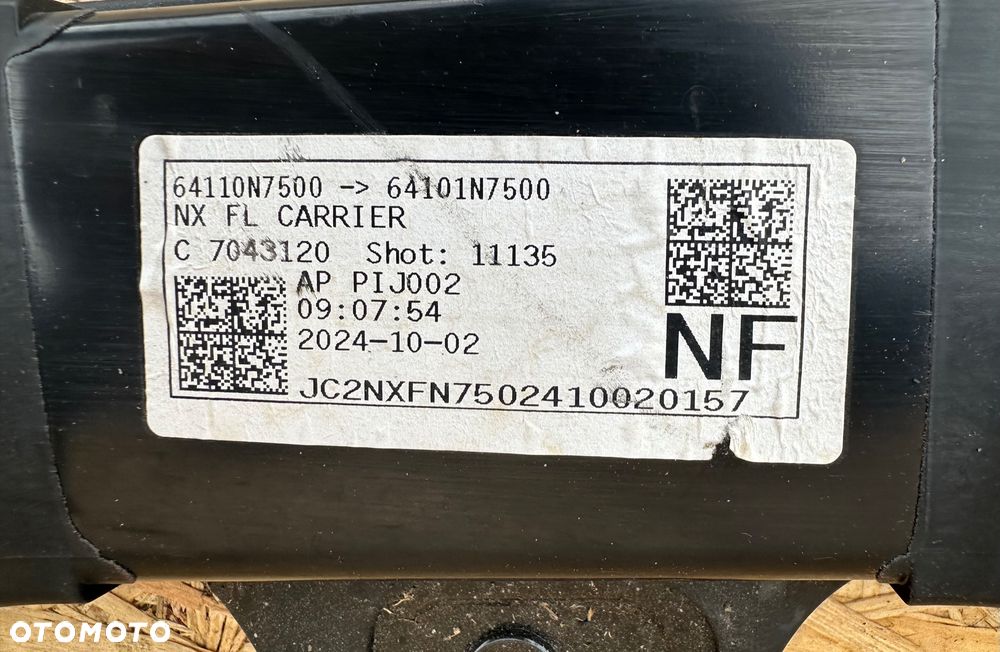 64110N7500 -> 64101N7500
NX FL CARRIER
C 7043120 Shot: 11135
AP PIJ002
09:07:54
2024-10-02
NF
JC2NXFN7502410020157
OTOMOTO